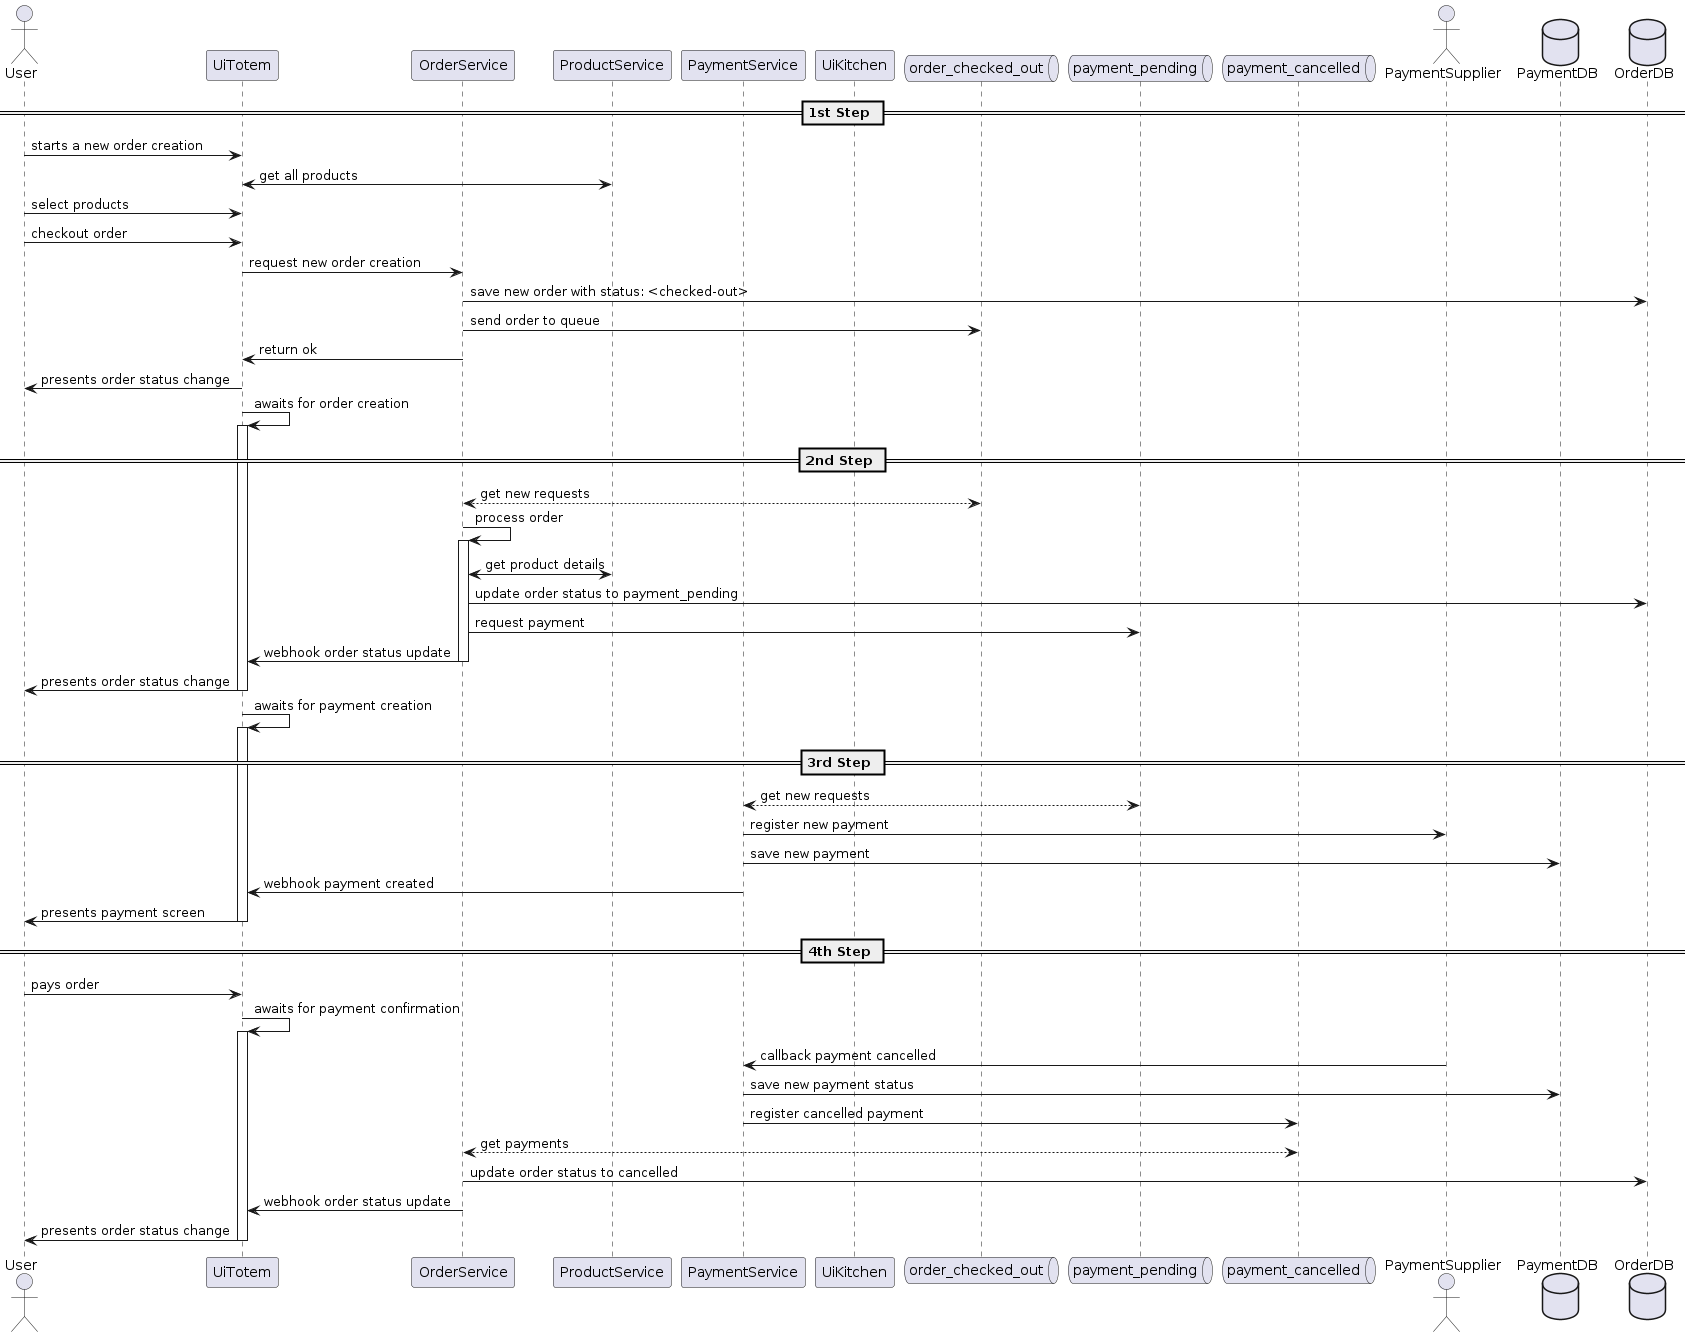 User
UiTotem
OrderService
ProductService
PaymentService
UiKitchen
order_checked_out
payment_pending
payment_cancelled
PaymentSupplier
PaymentDB
OrderDB
1st Step
starts a new order creation
get all products
select products
checkout order
request new order creation
save new order with status: <checked-out>
send order to queue
return ok
presents order status change
awaits for order creation
2nd Step
get new requests
process order
get product details
update order status to payment_pending
request payment
webhook order status update
presents order status change
awaits for payment creation
3rd Step
get new requests
register new payment
save new payment
webhook payment created
presents payment screen
4th Step
pays order
awaits for payment confirmation
callback payment cancelled
save new payment status
register cancelled payment
get payments
update order status to cancelled
webhook order status update
presents order status change
User
UiTotem
OrderService
ProductService
PaymentService
UiKitchen
order_checked_out
payment_pending
payment_cancelled
PaymentSupplier
PaymentDB
OrderDB